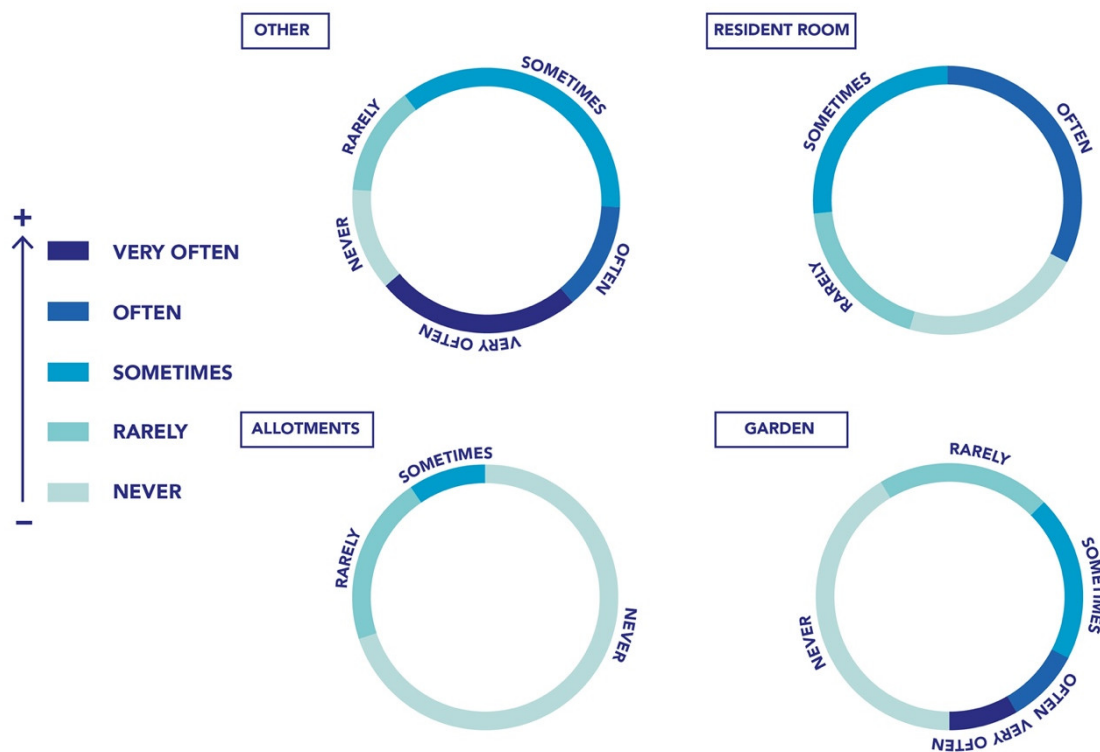 OTHER
SOMETIMES
RARELY
NEVER
OFTEN
VERY OFTEN
RESIDENT ROOM
SOMETIMES
OFTEN
RARELY
+
VERY OFTEN
OFTEN
SOMETIMES
RARELY
NEVER
–
ALLOTMENTS
SOMETIMES
RARELY
NEVER
GARDEN
RARELY
SOMETIMES
NEVER
OFTEN
VERY OFTEN